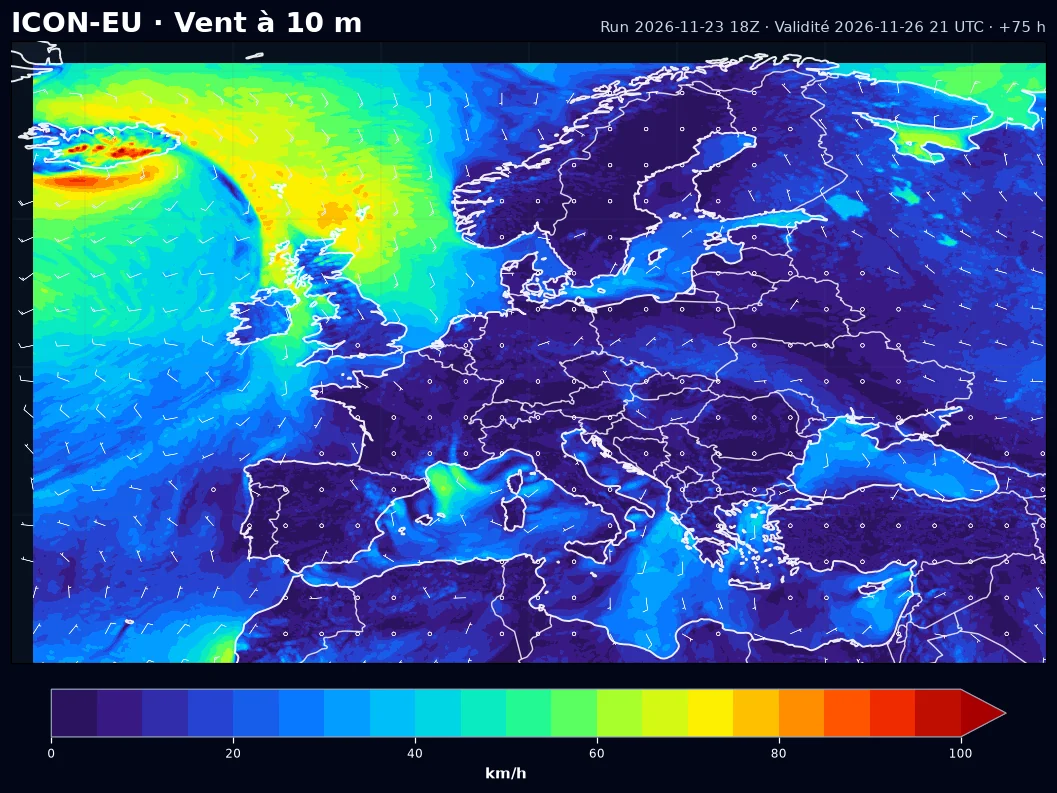 ICON-EU · Vent à 10 m
Run 2026-11-23 18Z · Validité 2026-11-26 21 UTC · +75 h
0 20 40 60 80 100
km/h